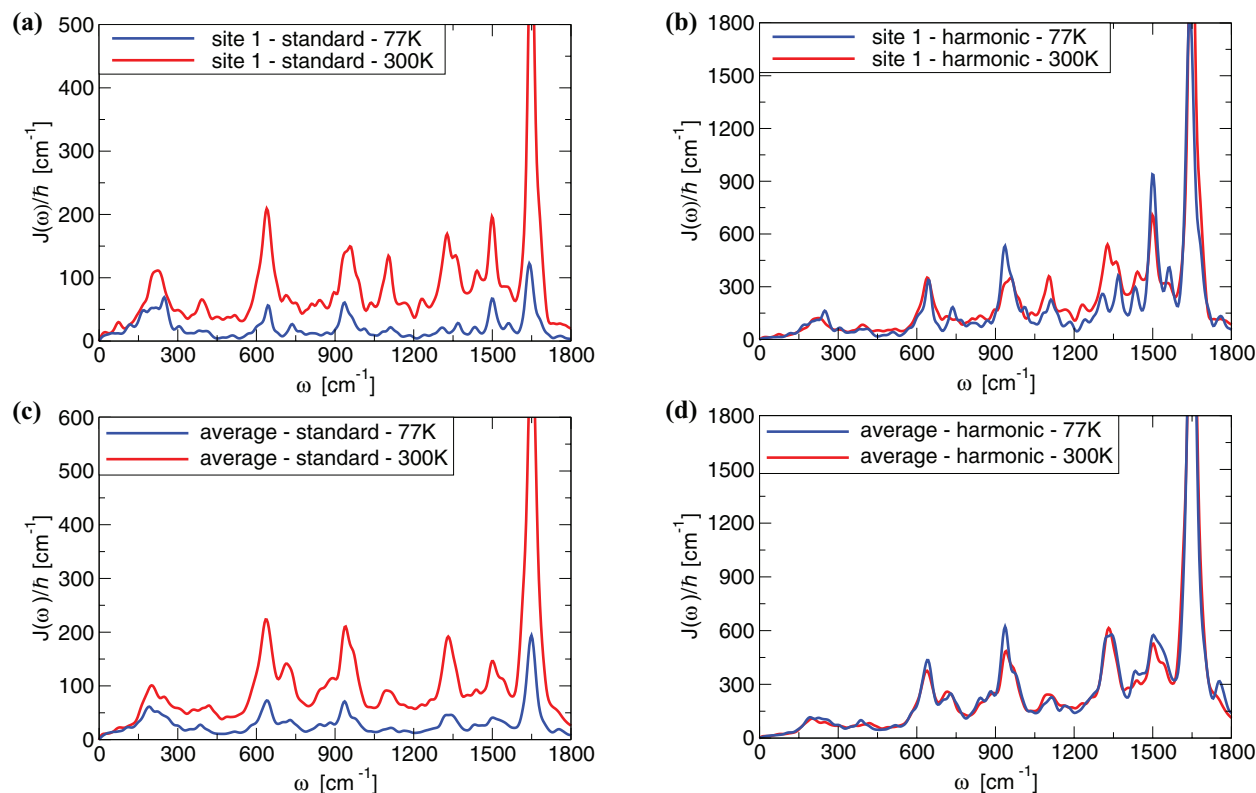 (a)
500
400
300
200
100
0
J(ω)/ℏ [cm⁻¹]
site 1 - standard - 77K
site 1 - standard - 300K
0 300 600 900 1200 1500 1800
ω [cm⁻¹]
(b)
1800
1500
1200
900
600
300
0
J(ω)/ℏ [cm⁻¹]
site 1 - harmonic - 77K
site 1 - harmonic - 300K
0 300 600 900 1200 1500 1800
ω [cm⁻¹]
(c)
600
500
400
300
200
100
0
J(ω)/ℏ [cm⁻¹]
average - standard - 77K
average - standard - 300K
0 300 600 900 1200 1500 1800
ω [cm⁻¹]
(d)
1800
1500
1200
900
600
300
0
J(ω)/ℏ [cm⁻¹]
average - harmonic - 77K
average - harmonic - 300K
0 300 600 900 1200 1500 1800
ω [cm⁻¹]